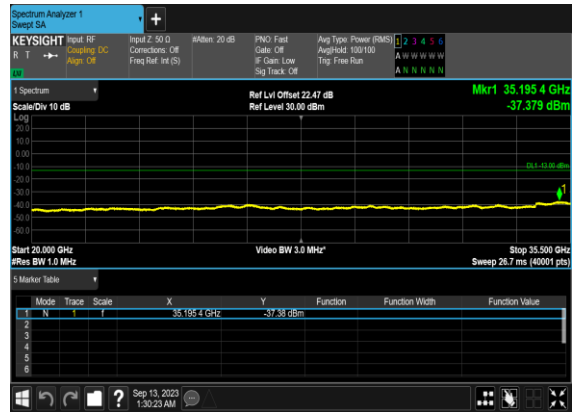 Spectrum Analyzer 1
Swept SA
+
KEYSIGHT Input: RF Input Z: 50 Ω #Atten: 20 dB PNO: Fast Avg Type: Power (RMS) 1 2 3 4 5 6
R T Coupling: DC Corrections: Off Gate: Off Avg|Hold: 100/100 A W W W W W
Align: Off Freq Ref: Int (S) IF Gain: Low Trig: Free Run
Sig Track: Off A N N N N N
1 Spectrum Ref Lvl Offset 22.47 dB Mkr1 35.195 4 GHz
Scale/Div 10 dB Ref Level 30.00 dBm -37.379 dBm
Log
20.0
10.0
0.00
-10.0 DL1 -13.00 dBm
-20.0
-30.0 1
-40.0
-50.0
-60.0
Start 20.000 GHz Video BW 3.0 MHz* Stop 35.500 GHz
#Res BW 1.0 MHz Sweep 26.7 ms (40001 pts)
5 Marker Table
Mode Trace Scale X Y Function Function Width Function Value
1 N 1 f 35.195 4 GHz -37.38 dBm
2
3
4
5
6
? Sep 13, 2023
1:30:23 AM